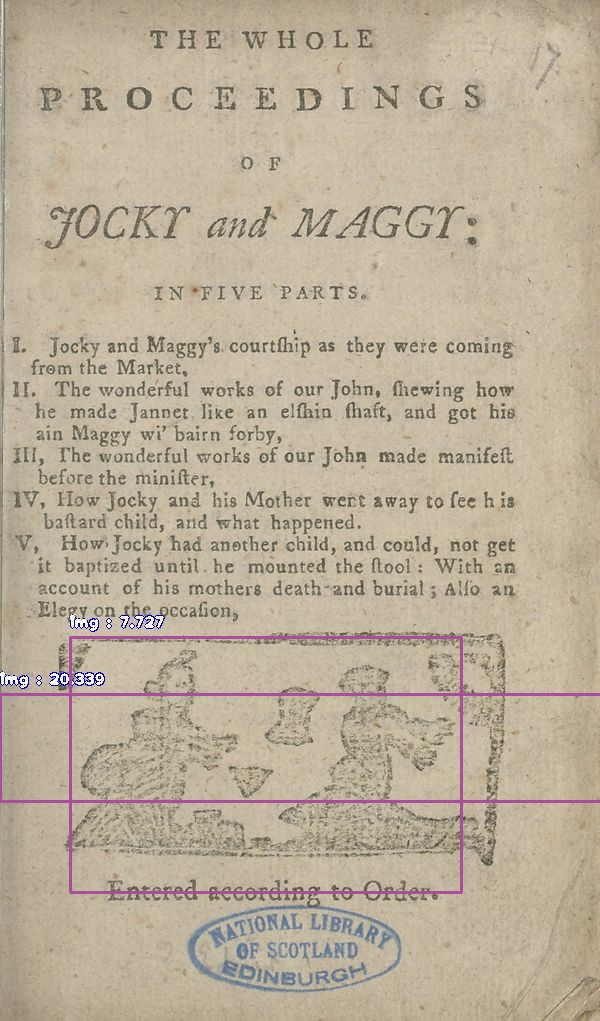 17
THE WHOLE
PROCEEDINGS
OF
JOCKY and MAGGY:
IN FIVE PARTS.
I. Jocky and Maggy's courtſhip as they were coming
from the Market,
II. The wonderful works of our John, ſhewing how
he made Jannet like an elſhin ſhaft, and got his
ain Maggy wi' bairn forby,
III, The wonderful works of our John made manifeſt
before the miniſter,
IV, How Jocky and his Mother went away to ſee h is
baſtard child, and what happened.
V, How Jocky had another child, and could, not get
it baptized until he mounted the ſtool: With an
account of his mothers death and burial; Alſo an
Elegy on the occaſion,
img : 7.727
img : 20.339
Entered according to Order.
NATIONAL LIBRARY
OF SCOTLAND
EDINBURGH